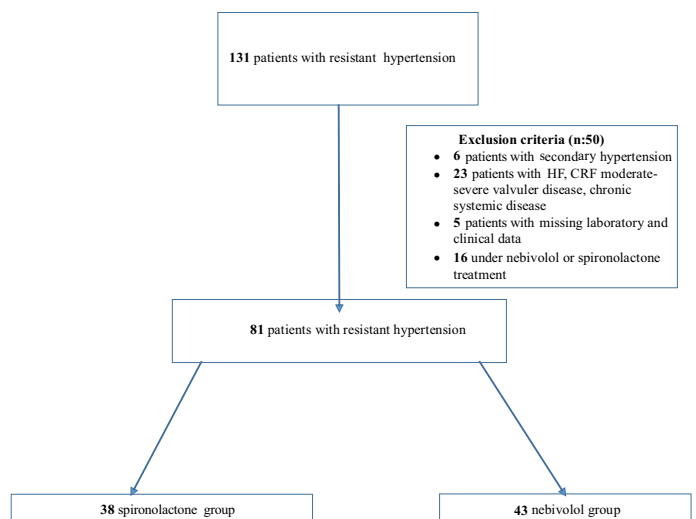 131 patients with resistant hypertension
Exclusion criteria (n:50)
• 6 patients with secondary hypertension
• 23 patients with HF, CRF moderate-
severe valvuler disease, chronic
systemic disease
• 5 patients with missing laboratory and
clinical data
• 16 under nebivolol or spironolactone
treatment
81 patients with resistant hypertension
38 spironolactone group
43 nebivolol group